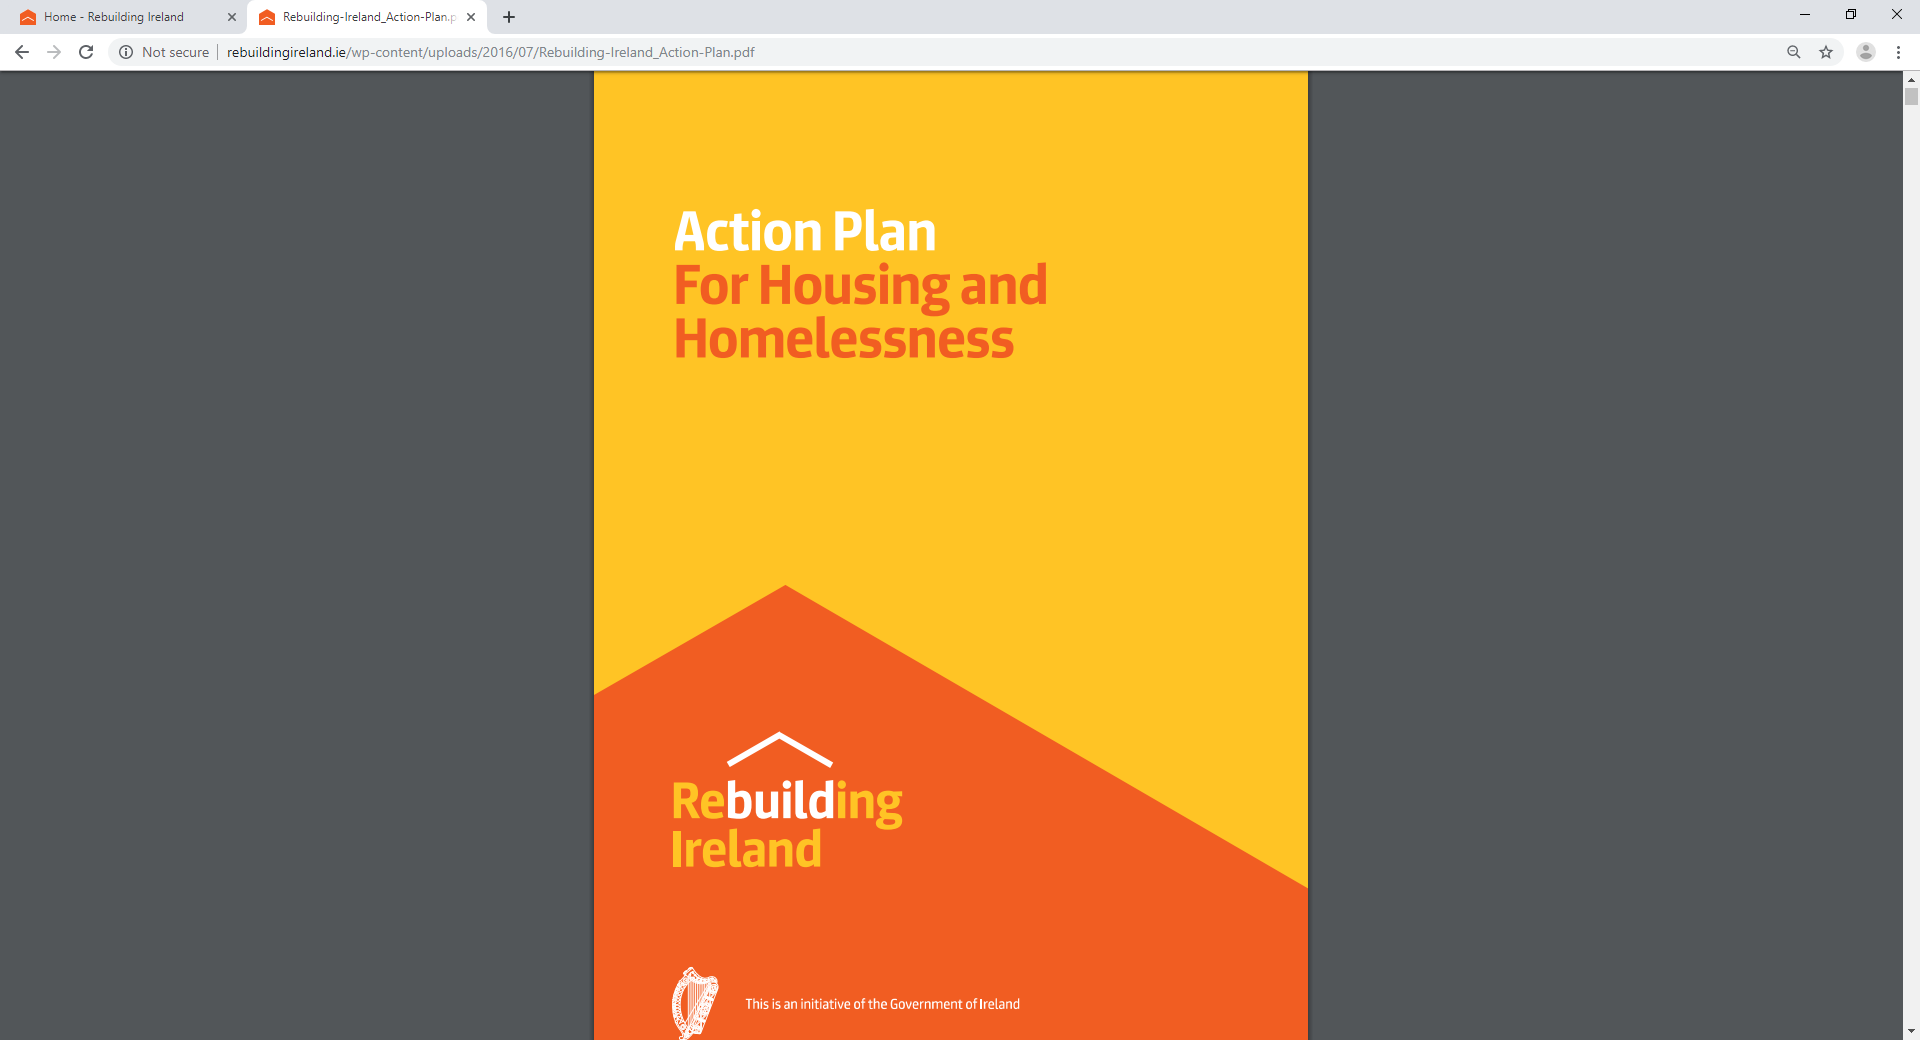 Home - Rebuilding Ireland
Rebuilding-Ireland_Action-Plan.p
Not secure
rebuildingireland.ie/wp-content/uploads/2016/07/Rebuilding-Ireland_Action-Plan.pdf
Action Plan
For Housing and
Homelessness
Rebuilding
Ireland
This is an initiative of the Government of Ireland